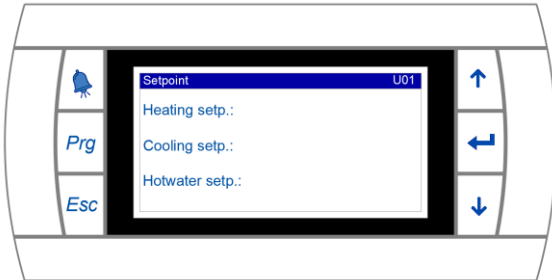 Setpoint U01
Heating setp.:
Prg
Cooling setp.:
Hotwater setp.:
Esc